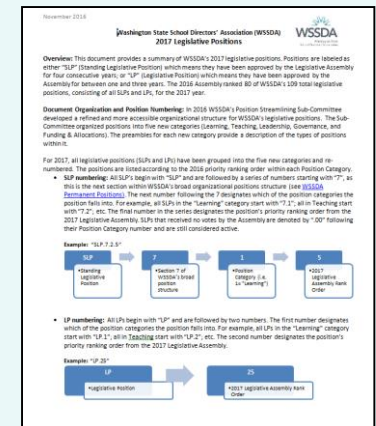 November 2016
Washington State School Directors' Association (WSSDA)
2017 Legislative Positions
WSSDA
Overview: This document provides a summary of WSSDA's 2017 legislative positions. Positions are labeled as
either "SLP" (Standing Legislative Position) which means they have been approved by the Legislative Assembly
for four consecutive years; or "LP" (Legislative Position) which means they have been approved by the
Assembly for between one and three years. The 2016 Assembly ranked 80 of WSSDA's 109 total legislative
positions, consisting of all SLPs and LPs, for the 2017 year.
Document Organization and Position Numbering: In 2016 WSSDA's Position Streamlining Sub-Committee
developed a refined and more accessible organizational structure for WSSDA's legislative positions. The Sub-
Committee organized positions into five new categories (Learning, Teaching, Leadership, Governance, and
Funding & Allocations). The preambles for each new category provide a description of the types of positions
within it.
For 2017, all legislative positions (SLPs and LPs) have been grouped into the five new categories and re-
numbered. The positions are listed according to the 2016 priority ranking order within each Position Category.
• SLP numbering: All SLP's begin with "SLP" and are followed by a series of numbers starting with "7", as
this is the next section within WSSDA's broad organizational positions structure (see WSSDA
Permanent Positions). The next number following the 7 designates which of the position categories the
position falls into. For example, all SLPs in the "Learning" category start with "7.1"; all in Teaching start
with "7.2"; etc. The final number in the series designates the position's priority ranking order from the
2017 Legislative Assembly. SLPs that received no votes by the Assembly are denoted by ".00" following
their Position Category number and are still considered active.
Example: "SLP.7.2.5"
SLP
7
1
5
•Standing
Legislative
Position
•Section 7 of
WSSDA's broad
position
structure
•Position
Category (i.e.
1= "Learning")
•2017
Legislative
Assembly Rank
Order
• LP numbering: All LPs begin with "LP" and are followed by two numbers. The first number designates
which of the position categories the position falls into. For example, all LPs in the "Learning" category
start with "LP.1", all in Teaching start with "LP.2"; etc. The second number designates the position's
priority ranking order from the 2017 Legislative Assembly.
Example: "LP.25"
LP
25
•Legislative Position
•2017 Legislative Assembly Rank
Order